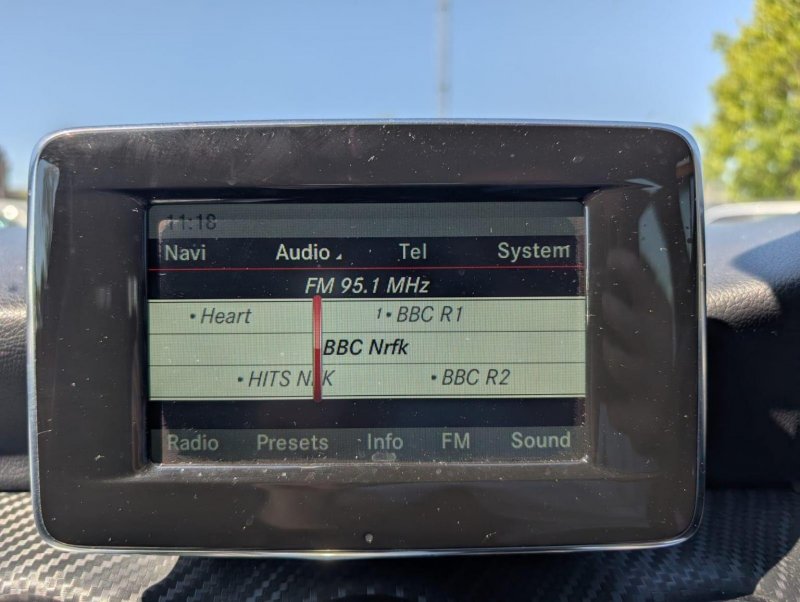 11:18
Navi Audio Tel System
FM 95.1 MHz
• Heart 1 • BBC R1
BBC Nrfk
• HITS NFK • BBC R2
Radio Presets Info FM Sound